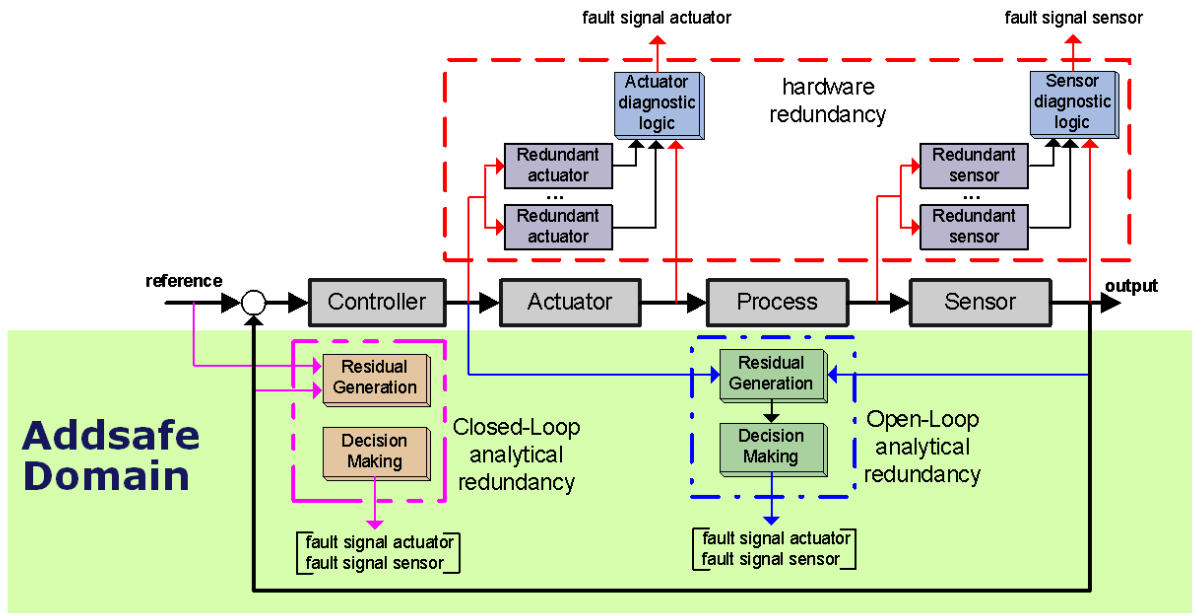 fault signal actuator
fault signal sensor
Actuator
diagnostic
logic
hardware
redundancy
Sensor
diagnostic
logic
Redundant
actuator
...
Redundant
actuator
Redundant
sensor
...
Redundant
sensor
reference
Controller
Actuator
Process
Sensor
output
Residual
Generation
Decision
Making
Closed-Loop
analytical
redundancy
Residual
Generation
Decision
Making
Open-Loop
analytical
redundancy
Addsafe
Domain
fault signal actuator
fault signal sensor
fault signal actuator
fault signal sensor